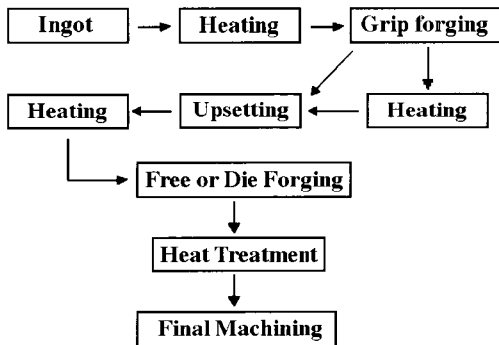 Ingot
Heating
Grip forging
Heating
Upsetting
Heating
Free or Die Forging
Heat Treatment
Final Machining